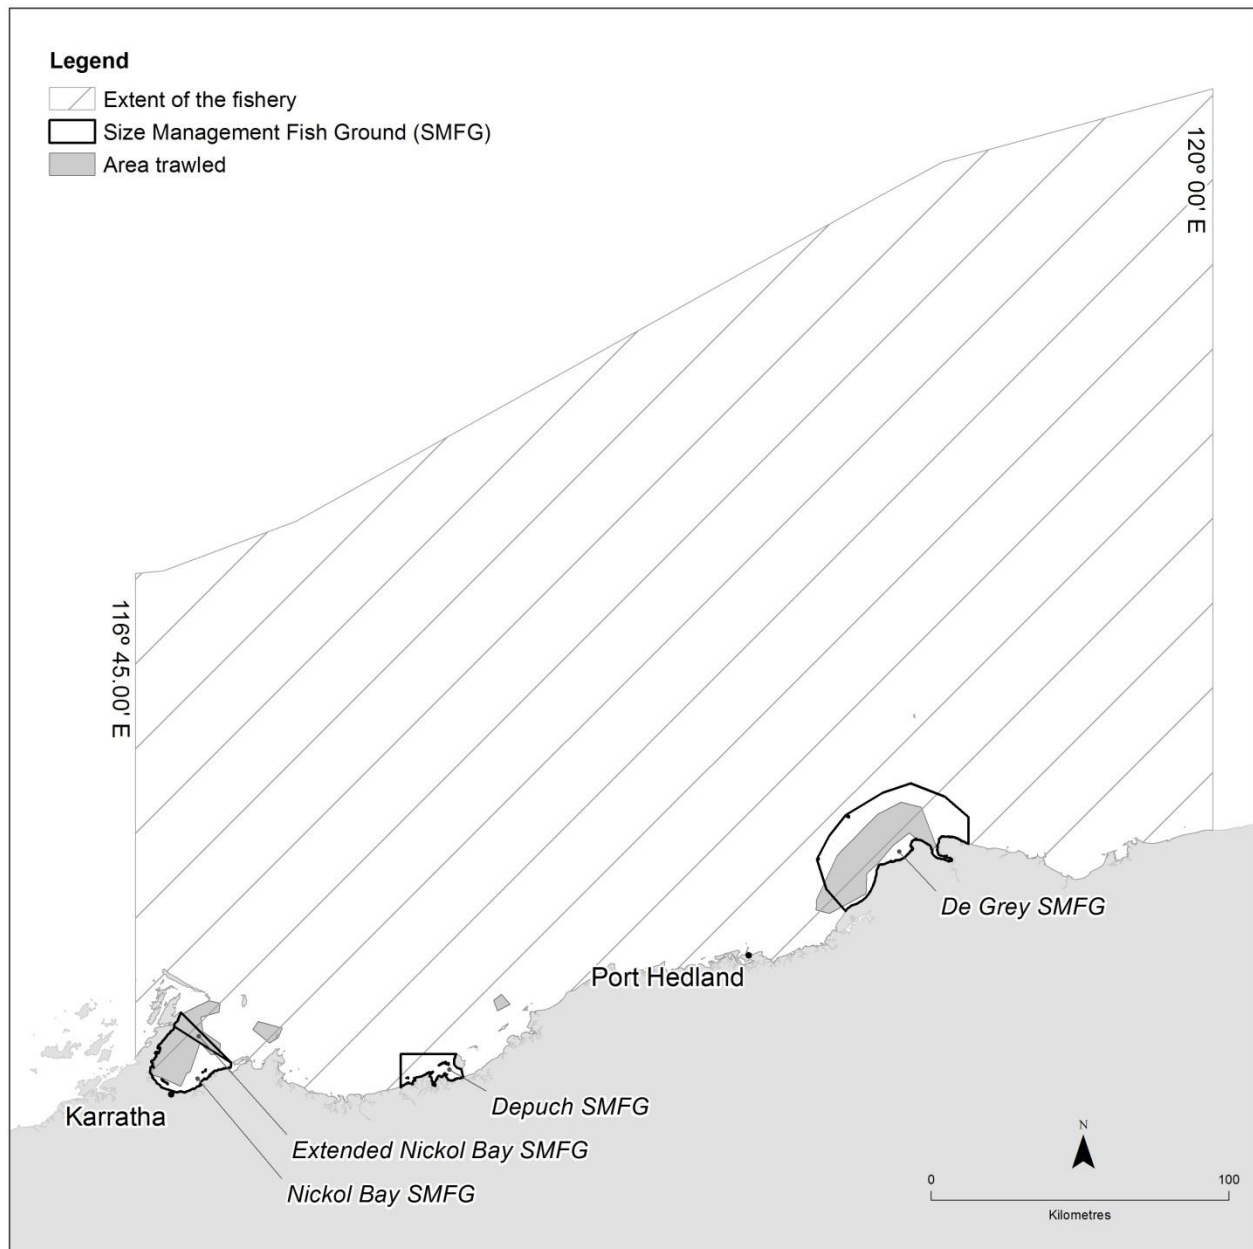 Legend
Extent of the fishery
Size Management Fish Ground (SMFG)
Area trawled
120° 00' E
116° 45.00' E
De Grey SMFG
Port Hedland
Depuch SMFG
Karratha
Extended Nickol Bay SMFG
Nickol Bay SMFG
N
0 100
Kilometres